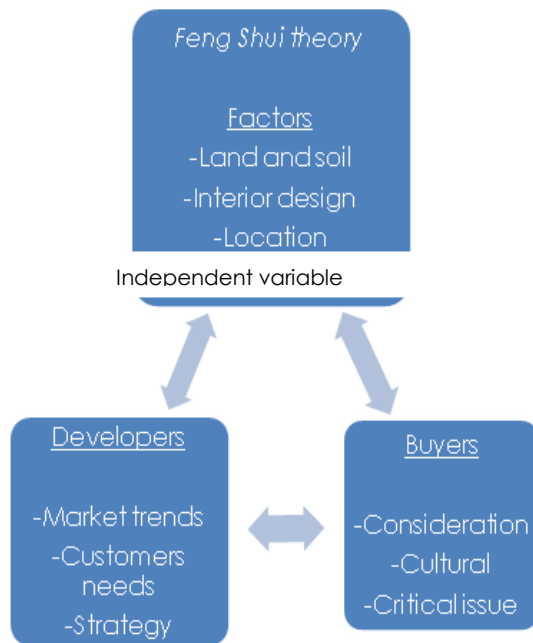 Feng Shui theory
Factors
-Land and soil
-Interior design
-Location
Independent variable
Developers
-Market trends
-Customers
needs
-Strategy
Buyers
-Consideration
-Cultural
-Critical issue